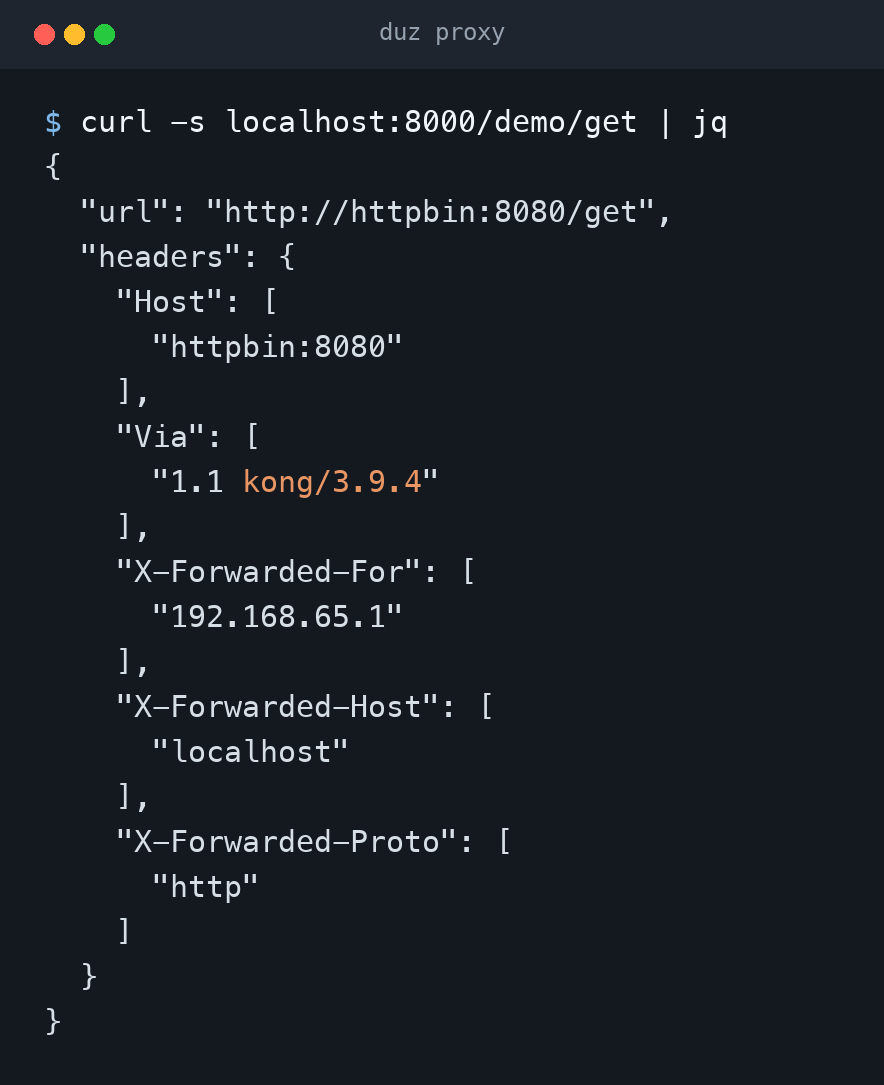 duz proxy
$ curl -s localhost:8000/demo/get | jq
{
  "url": "http://httpbin:8080/get",
  "headers": {
    "Host": [
      "httpbin:8080"
    ],
    "Via": [
      "1.1 kong/3.9.4"
    ],
    "X-Forwarded-For": [
      "192.168.65.1"
    ],
    "X-Forwarded-Host": [
      "localhost"
    ],
    "X-Forwarded-Proto": [
      "http"
    ]
  }
}